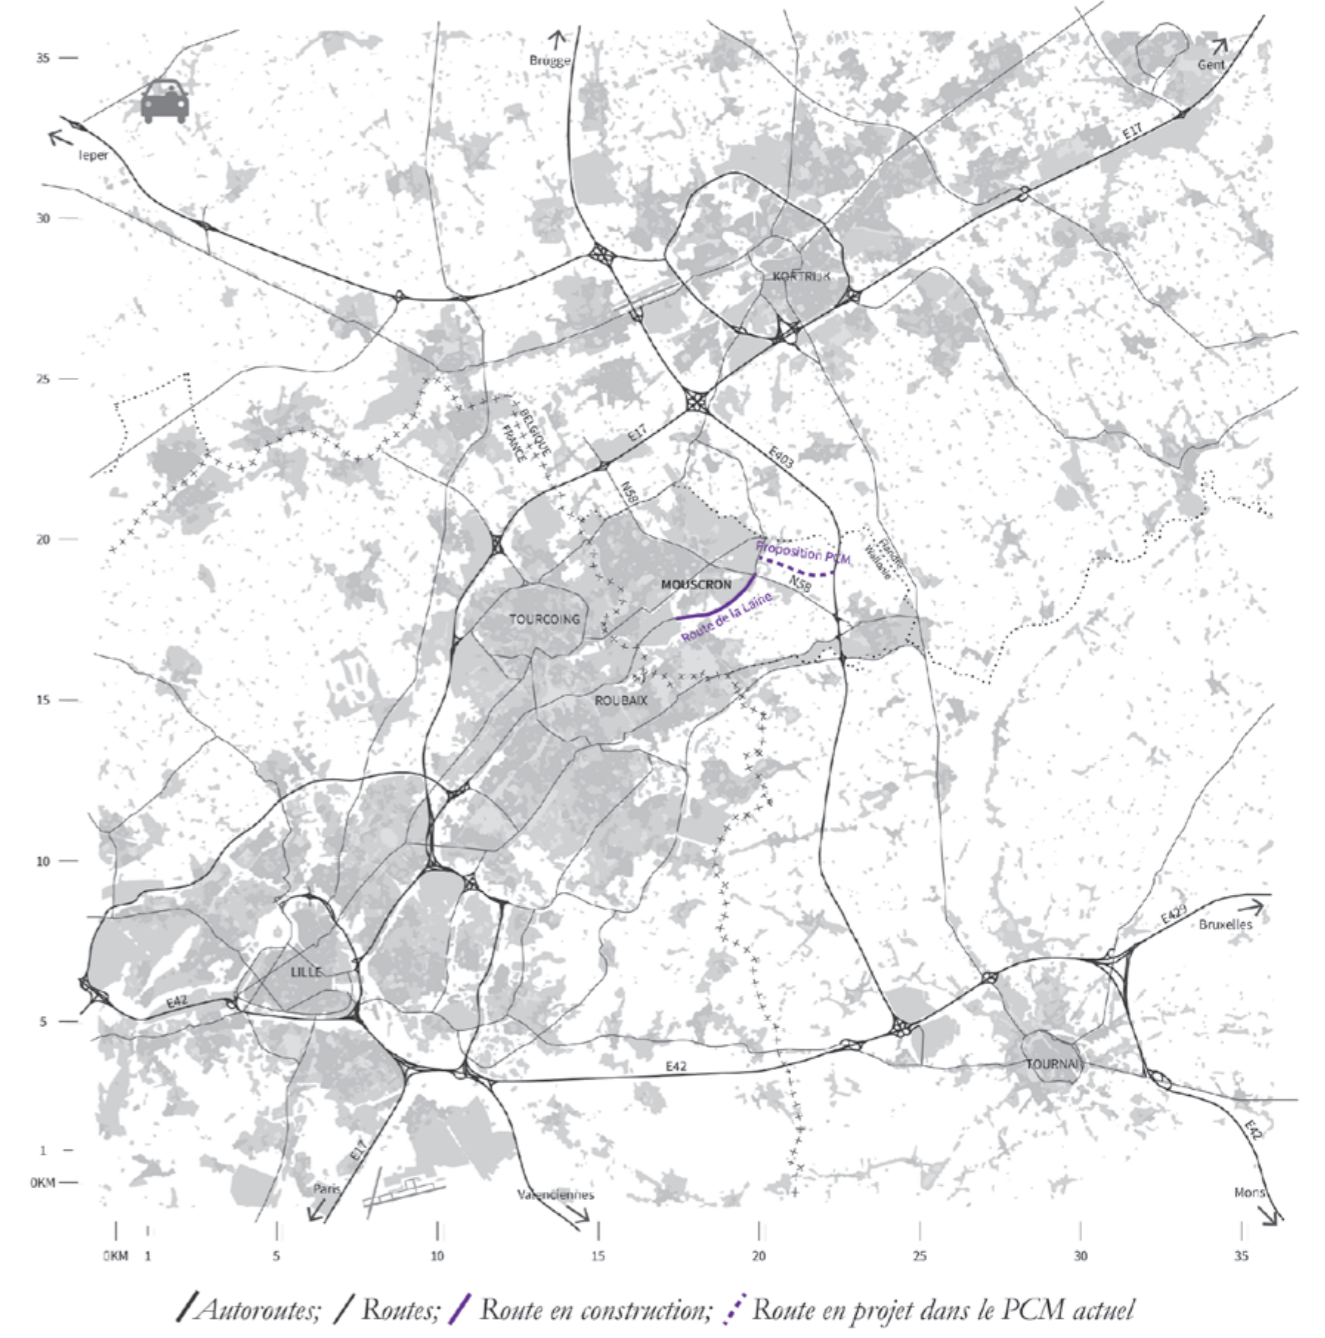 35
Brugge
Gent
E17
Ieper
30
KORTRIJK
25
BELGIQUE
FRANCE
E17
E403
N58
20
Proposition PCM
Flandre
Wallonie
MOUSCRON
N58
TOURCOING
Route de la Laine
15
ROUBAIX
10
E429
Bruxelles
LILLE
E42
5
TOURNAI
E42
E42
1
E17
0KM
Paris
Valenciennes
Mons
0KM 1 5 10 15 20 25 30 35
Autoroutes; Routes; Route en construction; Route en projet dans le PCM actuel